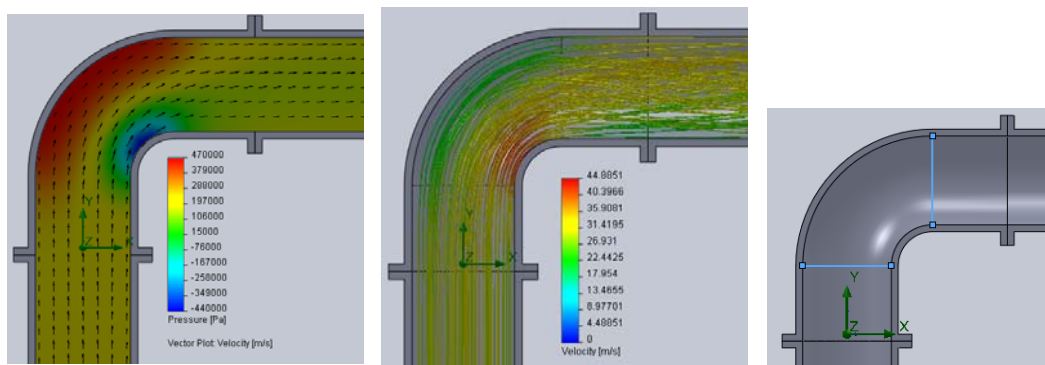 Y
Z
X
470000
379000
288000
197000
106000
15000
-76000
-167000
-258000
-349000
-440000
Pressure [Pa]
Vector Plot: Velocity [m/s]
Y
Z
X
44.8851
40.3966
35.9081
31.4195
26.931
22.4425
17.954
13.4655
8.97701
4.48851
0
Velocity [m/s]
Y
Z
X